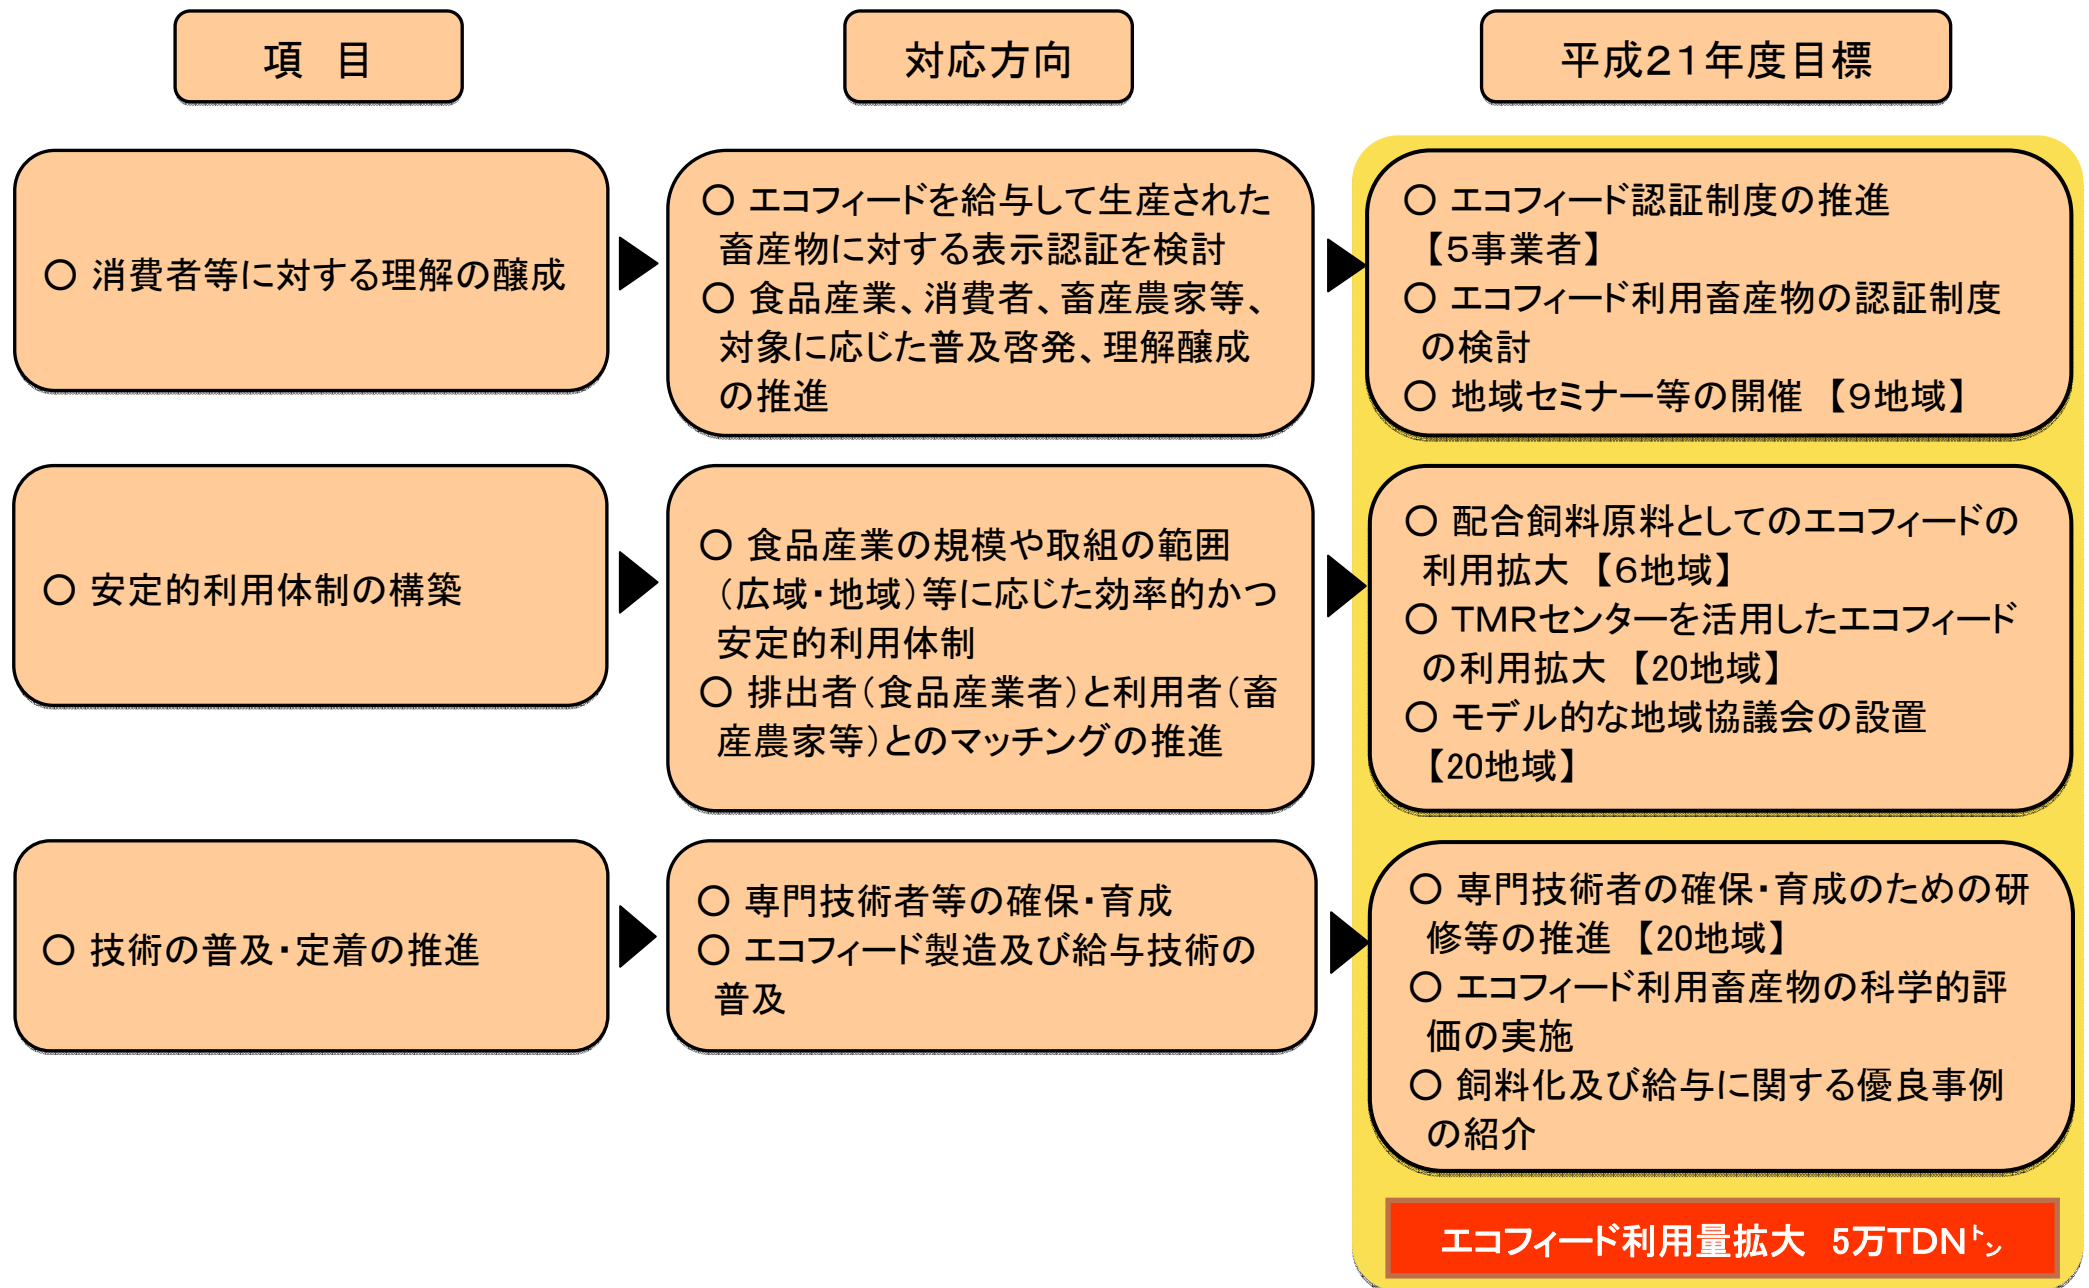 項　目
対応方向
平成21年度目標
○ 消費者等に対する理解の醸成
○ エコフィードを給与して生産された
畜産物に対する表示認証を検討
○ 食品産業、消費者、畜産農家等、
対象に応じた普及啓発、理解醸成
の推進
○ エコフィード認証制度の推進
【5事業者】
○ エコフィード利用畜産物の認証制度
の検討
○ 地域セミナー等の開催 【9地域】
○ 安定的利用体制の構築
○ 食品産業の規模や取組の範囲
（広域・地域）等に応じた効率的かつ
安定的利用体制
○ 排出者（食品産業者）と利用者（畜
産農家等）とのマッチングの推進
○ 配合飼料原料としてのエコフィードの
利用拡大 【6地域】
○ TMRセンターを活用したエコフィード
の利用拡大 【20地域】
○ モデル的な地域協議会の設置
【20地域】
○ 技術の普及・定着の推進
○ 専門技術者等の確保・育成
○ エコフィード製造及び給与技術の
普及
○ 専門技術者の確保・育成のための研
修等の推進 【20地域】
○ エコフィード利用畜産物の科学的評
価の実施
○ 飼料化及び給与に関する優良事例
の紹介
エコフィード利用量拡大　5万TDNトン